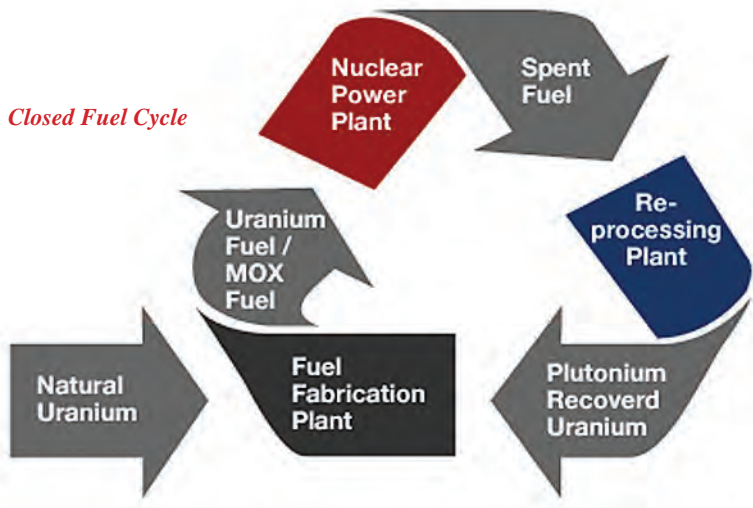 Closed Fuel Cycle
Nuclear
Power
Plant
Spent
Fuel
Re-
processing
Plant
Uranium
Fuel /
MOX
Fuel
Natural
Uranium
Fuel
Fabrication
Plant
Plutonium
Recoverd
Uranium